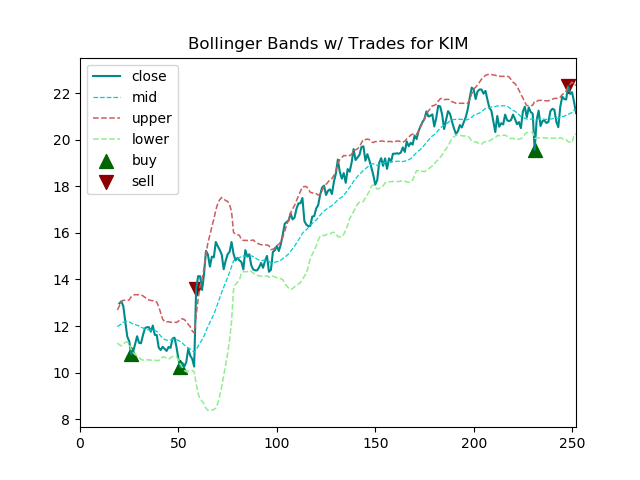 Bollinger Bands w/ Trades for KIM
close
mid
upper
lower
buy
sell
22
20
18
16
14
12
10
8
0 50 100 150 200 250